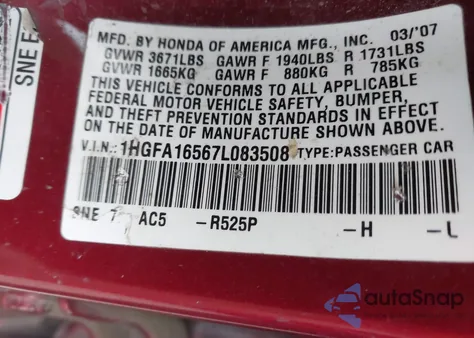 SNE E
MFD. BY HONDA OF AMERICA MFG., INC. 03/'07
GVWR 3671LBS GAWR F 1940LBS R 1731LBS
GVWR 1665KG GAWR F 880KG R 785KG
THIS VEHICLE CONFORMS TO ALL APPLICABLE
FEDERAL MOTOR VEHICLE SAFETY, BUMPER,
AND THEFT PREVENTION STANDARDS IN EFFECT
ON THE DATE OF MANUFACTURE SHOWN ABOVE.
V.I.N.: 1HGFA16567L083508 TYPE:PASSENGER CAR
SNE AC5 -R525P -H -L
autoSnap